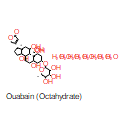 H₂O H₂O H₂O H₂O H₂O H₂O H₂O H₂O
Ouabain (Octahydrate)